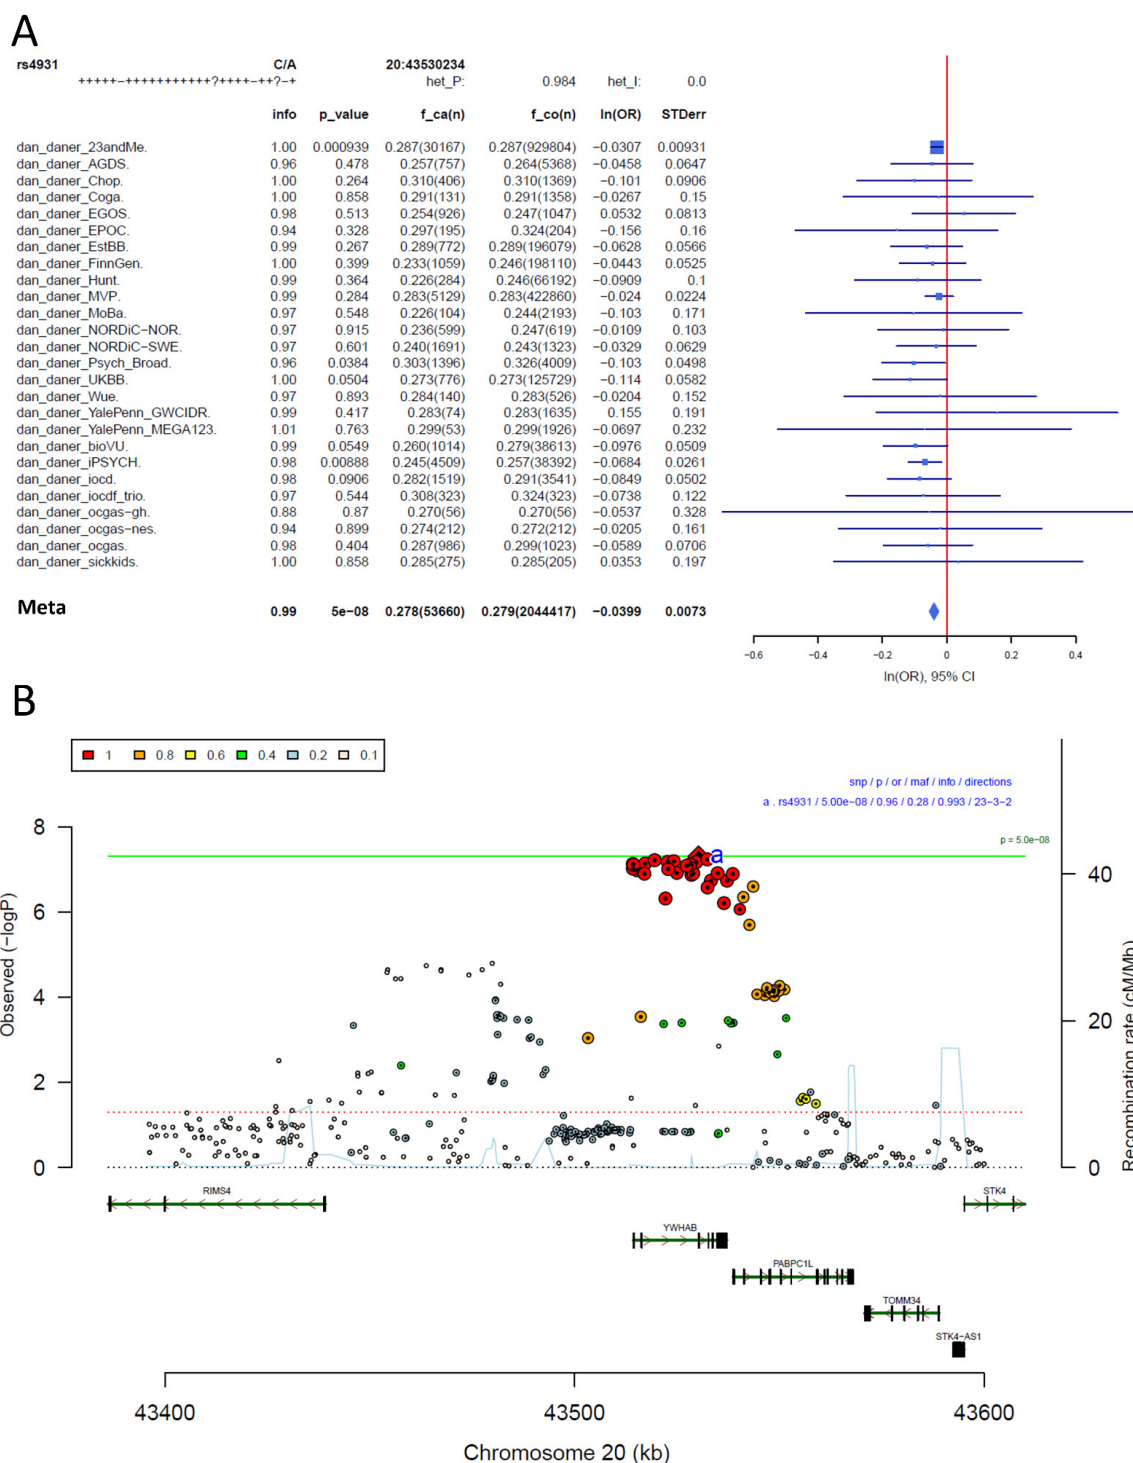 A
rs4931 C/A 20:43530234
+++++−+++++++++++?++++−++?−+ het_P: 0.984 het_I: 0.0
info p_value f_ca(n) f_co(n) ln(OR) STDerr
dan_daner_23andMe. 1.00 0.000939 0.287(30167) 0.287(929804) −0.0307 0.00931
dan_daner_AGDS. 0.96 0.478 0.257(757) 0.264(5368) −0.0458 0.0647
dan_daner_Chop. 1.00 0.264 0.310(406) 0.310(1369) −0.101 0.0906
dan_daner_Coga. 1.00 0.858 0.291(131) 0.291(1358) −0.0267 0.15
dan_daner_EGOS. 0.98 0.513 0.254(926) 0.247(1047) 0.0532 0.0813
dan_daner_EPOC. 0.94 0.328 0.297(195) 0.324(204) −0.156 0.16
dan_daner_EstBB. 0.99 0.267 0.289(772) 0.289(196079) −0.0628 0.0566
dan_daner_FinnGen. 1.00 0.399 0.233(1059) 0.246(198110) −0.0443 0.0525
dan_daner_Hunt. 0.99 0.364 0.226(284) 0.246(66192) −0.0909 0.1
dan_daner_MVP. 0.99 0.284 0.283(5129) 0.283(422860) −0.024 0.0224
dan_daner_MoBa. 0.97 0.548 0.226(104) 0.244(2193) −0.103 0.171
dan_daner_NORDiC−NOR. 0.97 0.915 0.236(599) 0.247(619) −0.0109 0.103
dan_daner_NORDiC−SWE. 0.97 0.601 0.240(1691) 0.243(1323) −0.0329 0.0629
dan_daner_Psych_Broad. 0.96 0.0384 0.303(1396) 0.326(4009) −0.103 0.0498
dan_daner_UKBB. 1.00 0.0504 0.273(776) 0.273(125729) −0.114 0.0582
dan_daner_Wue. 0.97 0.893 0.284(140) 0.283(526) −0.0204 0.152
dan_daner_YalePenn_GWCIDR. 0.99 0.417 0.283(74) 0.283(1635) 0.155 0.191
dan_daner_YalePenn_MEGA123. 1.01 0.763 0.299(53) 0.299(1926) −0.0697 0.232
dan_daner_bioVU. 0.99 0.0549 0.260(1014) 0.279(38613) −0.0976 0.0509
dan_daner_iPSYCH. 0.98 0.00888 0.245(4509) 0.257(38392) −0.0684 0.0261
dan_daner_iocd. 0.98 0.0906 0.282(1519) 0.291(3541) −0.0849 0.0502
dan_daner_iocdf_trio. 0.97 0.544 0.308(323) 0.324(323) −0.0738 0.122
dan_daner_ocgas−gh. 0.88 0.87 0.270(56) 0.270(56) −0.0537 0.328
dan_daner_ocgas−nes. 0.94 0.899 0.274(212) 0.272(212) −0.0205 0.161
dan_daner_ocgas. 0.98 0.404 0.287(986) 0.299(1023) −0.0589 0.0706
dan_daner_sickkids. 1.00 0.858 0.285(275) 0.285(205) 0.0353 0.197
Meta 0.99 5e−08 0.278(53660) 0.279(2044417) −0.0399 0.0073
−0.6 −0.4 −0.2 0 0.2 0.4
ln(OR), 95% CI
B
1 0.8 0.6 0.4 0.2 0.1
snp / p / or / maf / info / directions
a . rs4931 / 5.00e−08 / 0.96 / 0.28 / 0.993 / 23−3−2
p = 5.0e−08
a
8
6
4
2
0
Observed (−logP)
40
20
0
Recombination rate (cM/Mb)
RIMS4
STK4
YWHAB
PABPC1L
TOMM34
STK4−AS1
43400 43500 43600
Chromosome 20 (kb)